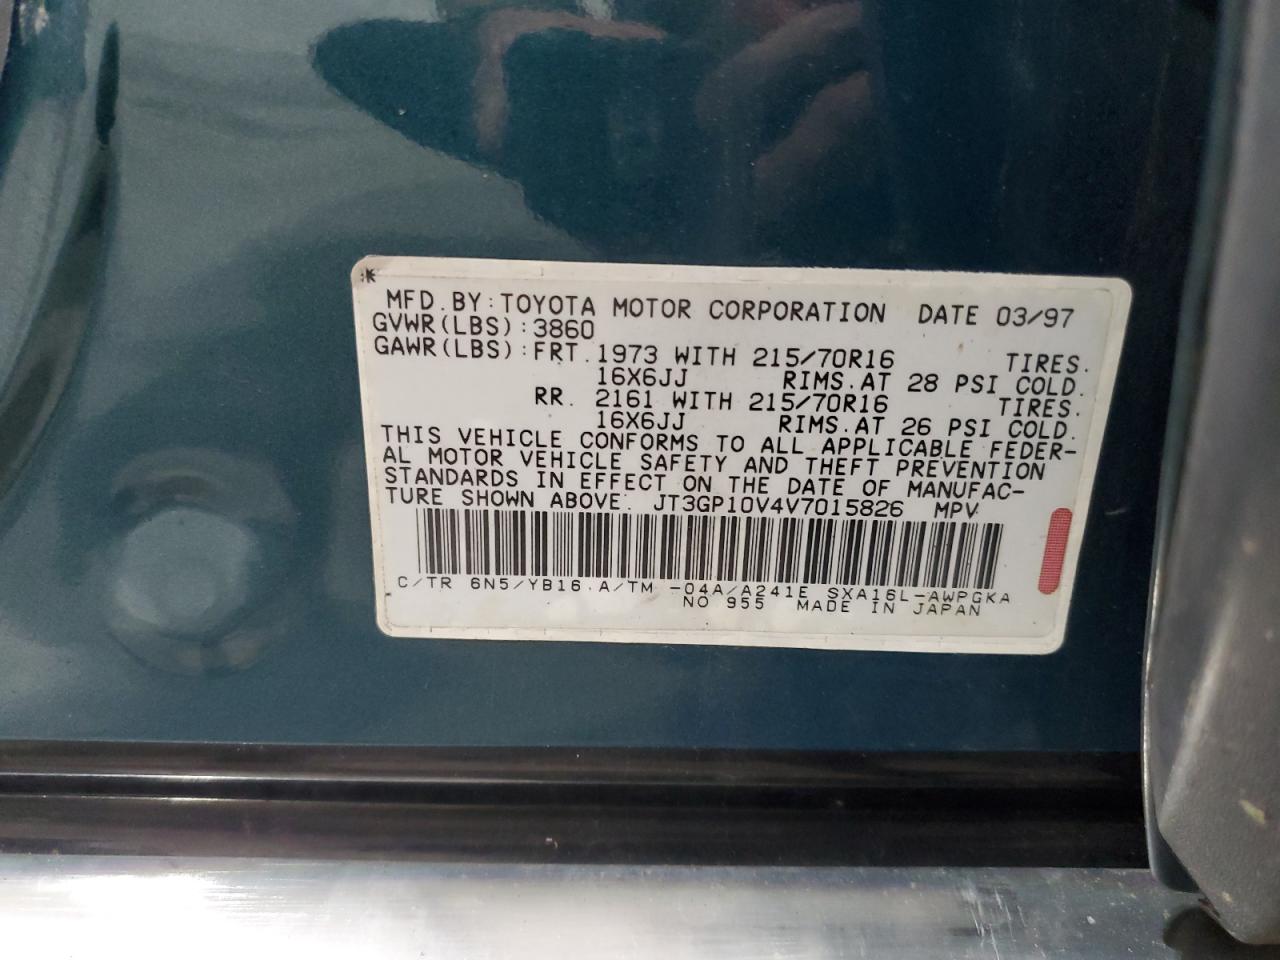 MFD. BY: TOYOTA MOTOR CORPORATION DATE 03/97
GVWR(LBS): 3860
GAWR(LBS): FRT. 1973 WITH 215/70R16 TIRES.
16X6JJ RIMS. AT 28 PSI COLD.
RR. 2161 WITH 215/70R16 TIRES.
16X6JJ RIMS. AT 26 PSI COLD.
THIS VEHICLE CONFORMS TO ALL APPLICABLE FEDER-
AL MOTOR VEHICLE SAFETY AND THEFT PREVENTION
STANDARDS IN EFFECT ON THE DATE OF MANUFAC-
TURE SHOWN ABOVE: JT3GP10V4V7015826 MPV
C/TR 6N5/YB16 A/TM -04A/A241E SXA16L-AWPGKA
NO 955 MADE IN JAPAN